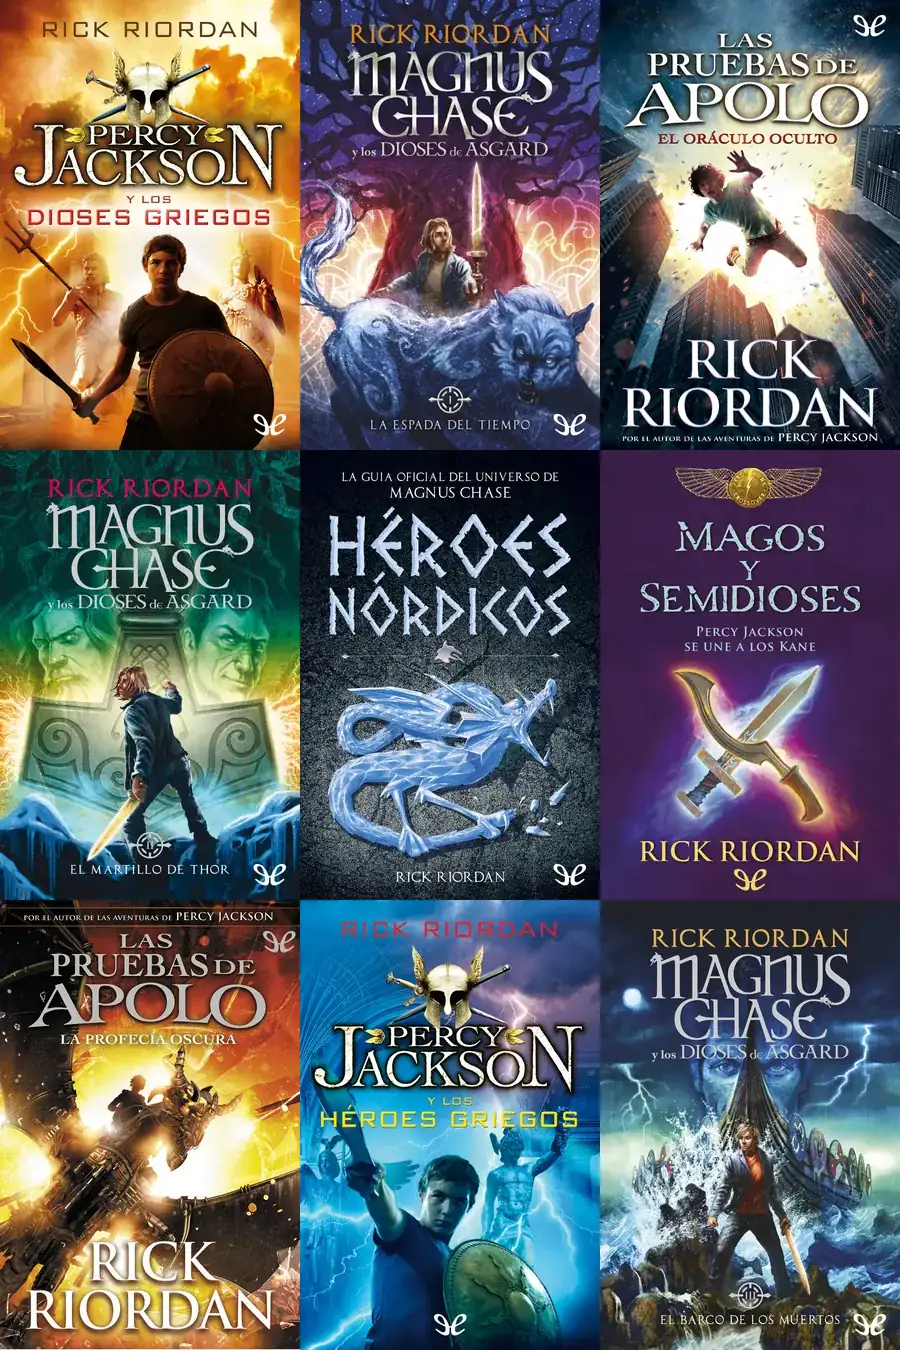 RICK RIORDAN
PERCY
JACKSON
Y LOS
DIOSES GRIEGOS
RICK RIORDAN
MAGNUS
CHASE
y los DIOSES de ASGARD
I
LA ESPADA DEL TIEMPO
LAS
PRUEBAS DE
APOLO
EL ORÁCULO OCULTO
RICK
RIORDAN
POR EL AUTOR DE LAS AVENTURAS DE PERCY JACKSON
RICK RIORDAN
MAGNUS
CHASE
y los DIOSES de ASGARD
II
EL MARTILLO DE THOR
LA GUIA OFICIAL DEL UNIVERSO DE
MAGNUS CHASE
HÉROES
NÓRDICOS
RICK RIORDAN
MAGOS
Y
SEMIDIOSES
PERCY JACKSON
SE UNE A LOS KANE
RICK RIORDAN
POR EL AUTOR DE LAS AVENTURAS DE PERCY JACKSON
LAS
PRUEBAS DE
APOLO
LA PROFECÍA OSCURA
RICK
RIORDAN
RICK RIORDAN
PERCY
JACKSON
Y LOS
HÉROES GRIEGOS
RICK RIORDAN
MAGNUS
CHASE
y los DIOSES de ASGARD
III
EL BARCO DE LOS MUERTOS